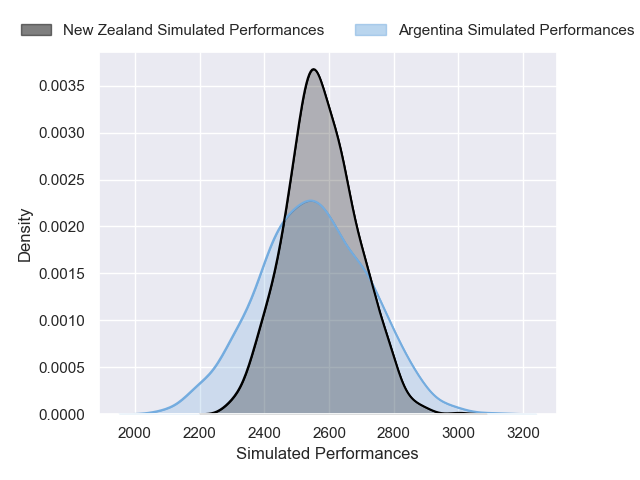 New Zealand Simulated Performances Argentina Simulated Performances
0.0035
0.0030
0.0025
0.0020
0.0015
0.0010
0.0005
0.0000
Density
2000 2200 2400 2600 2800 3000 3200
Simulated Performances